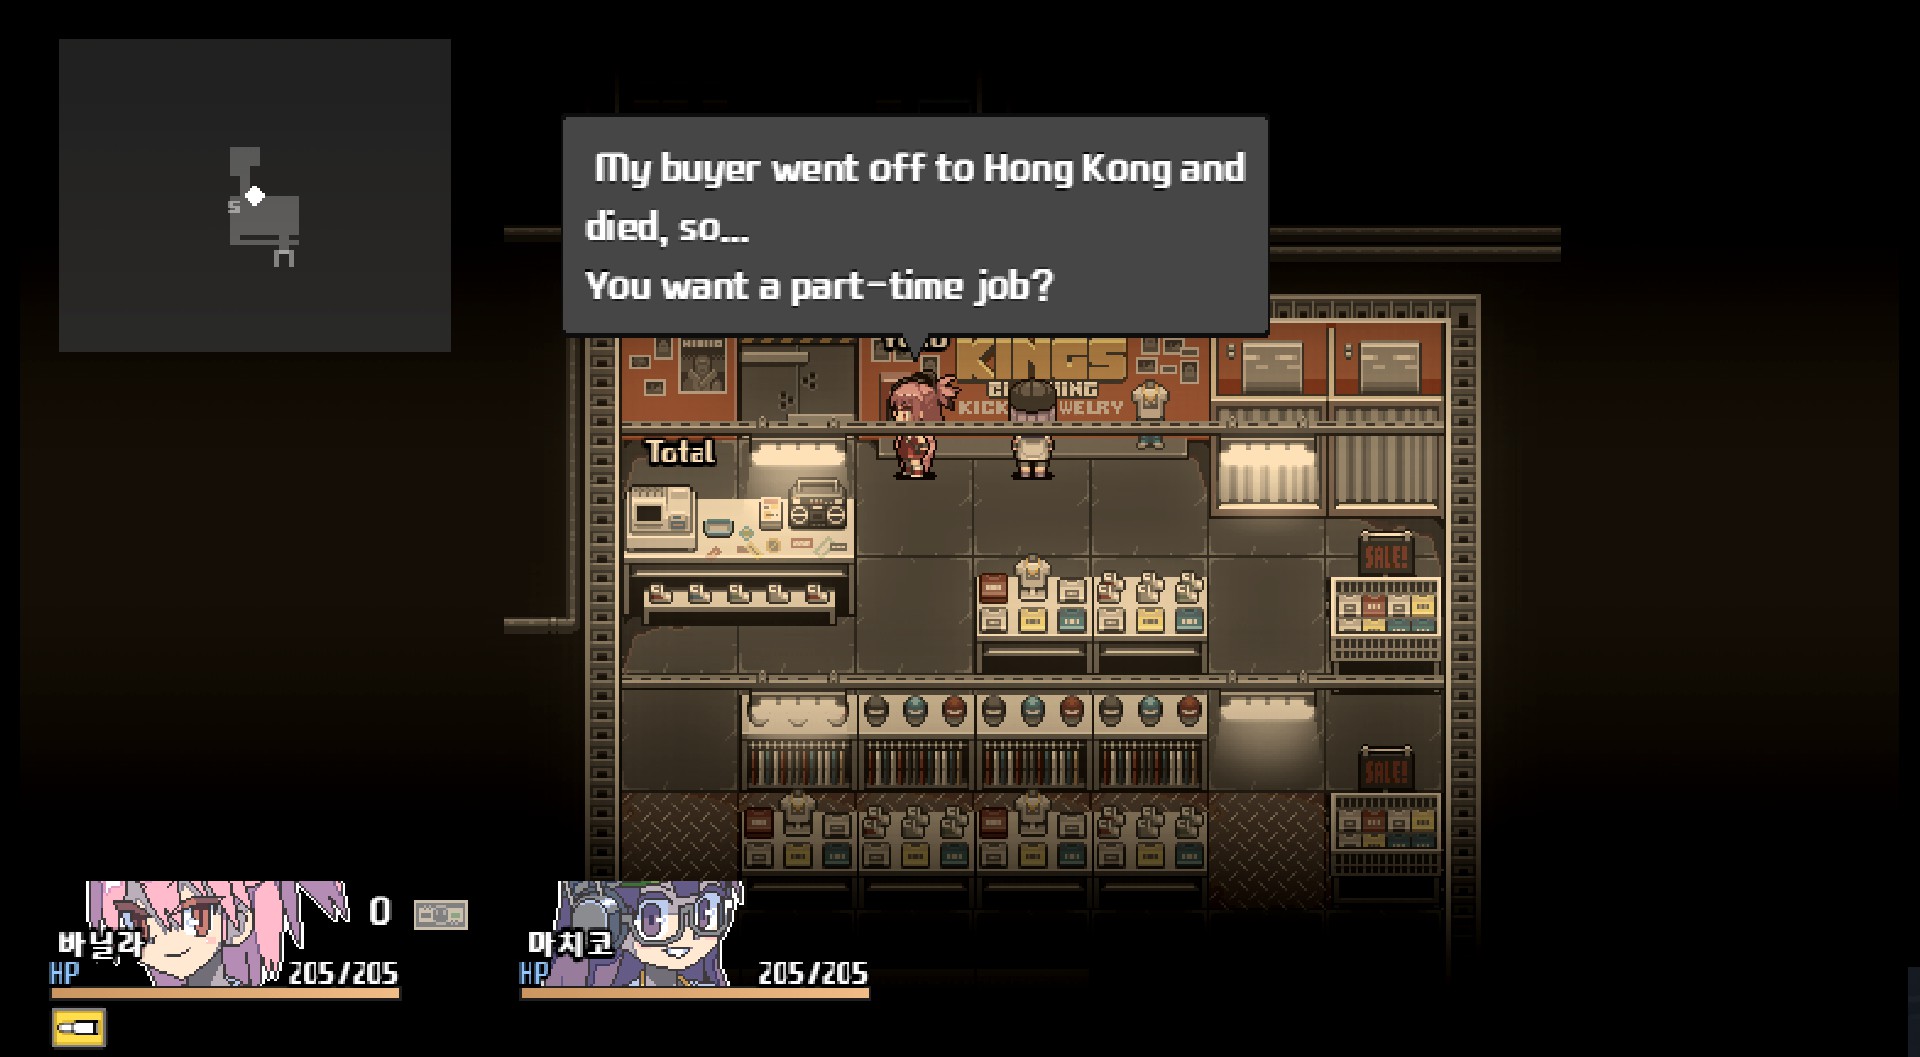 S
My buyer went off to Hong Kong and
died, so...
You want a part-time job?
KINGS
Total
SALE!
SALE!
바닐라
0
HP
205/205
마치코
HP
205/205